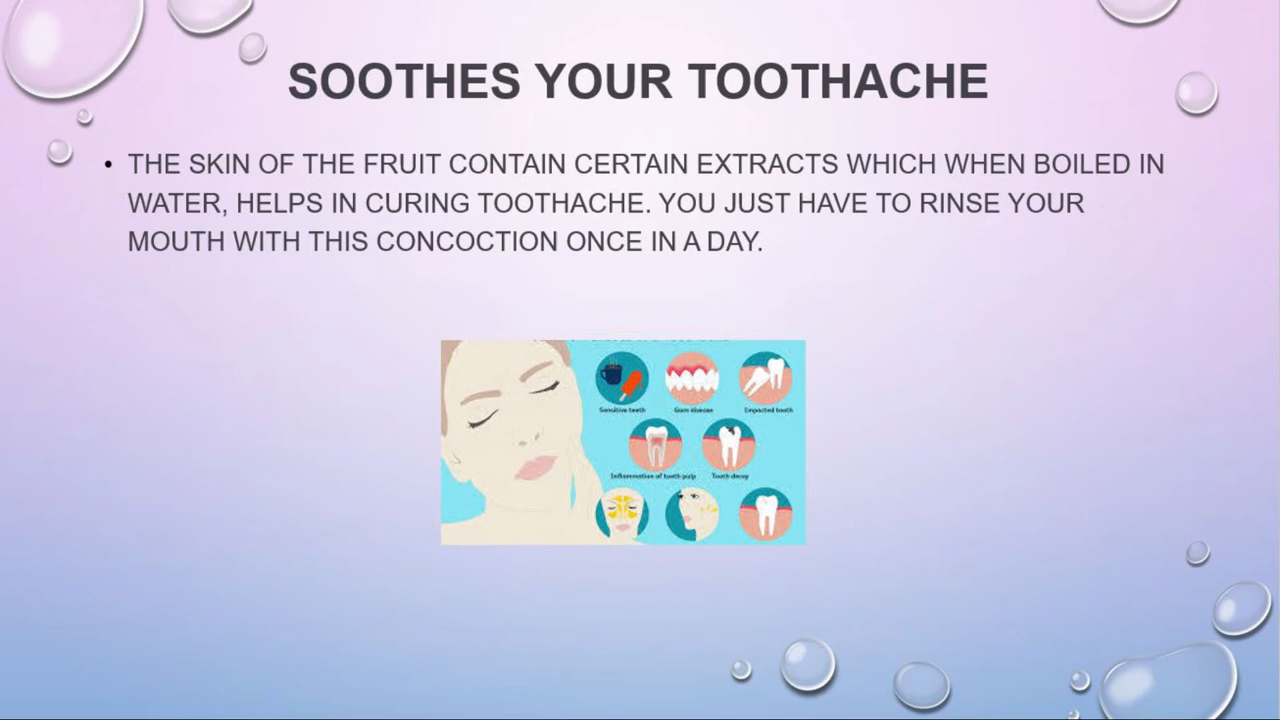 SOOTHES YOUR TOOTHACHE
• THE SKIN OF THE FRUIT CONTAIN CERTAIN EXTRACTS WHICH WHEN BOILED IN
WATER, HELPS IN CURING TOOTHACHE. YOU JUST HAVE TO RINSE YOUR
MOUTH WITH THIS CONCOCTION ONCE IN A DAY.
Sensitive teeth Gum disease Impacted tooth
Inflammation of tooth pulp Tooth decay